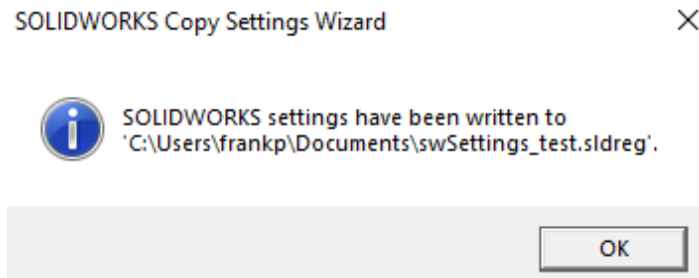 SOLIDWORKS Copy Settings Wizard
SOLIDWORKS settings have been written to
'C:\Users\frankp\Documents\swSettings_test.sldreg'.
OK